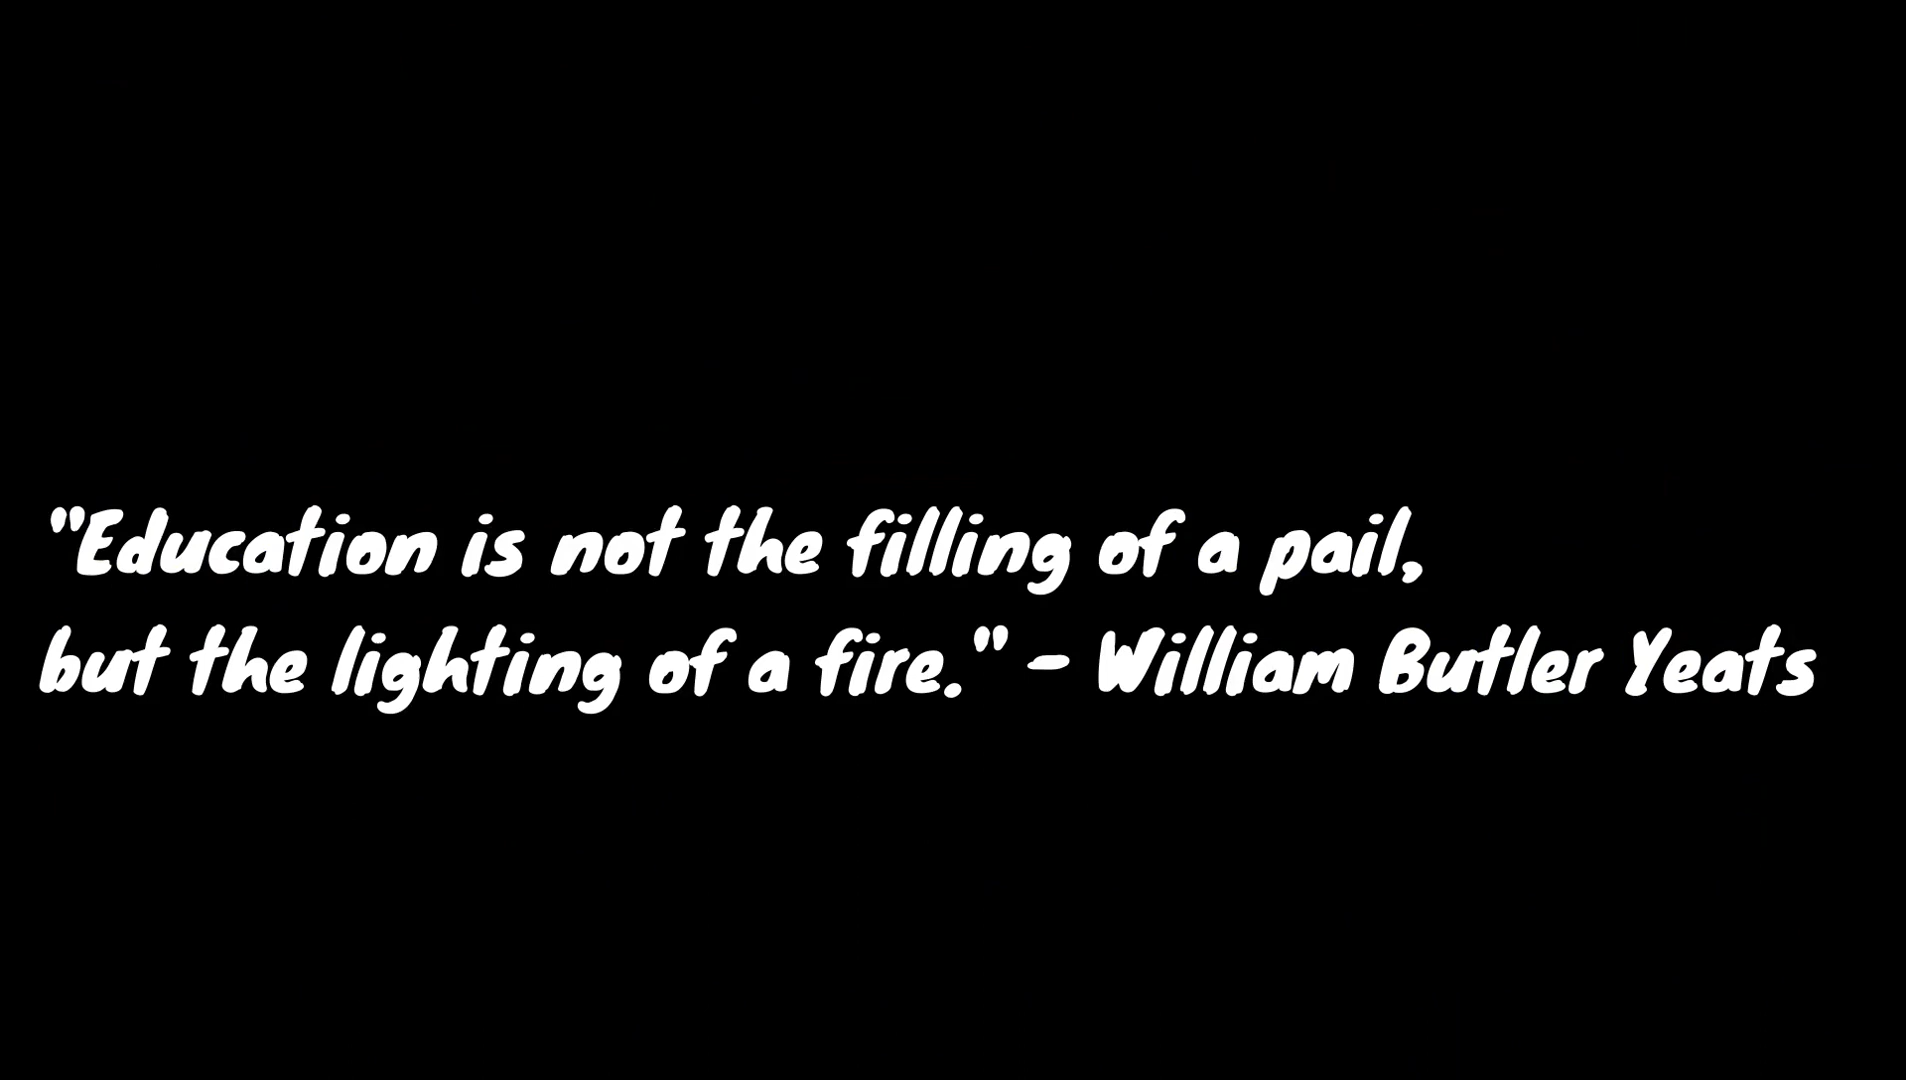 "Education is not the filling of a pail,
but the lighting of a fire." - William Butler Yeats